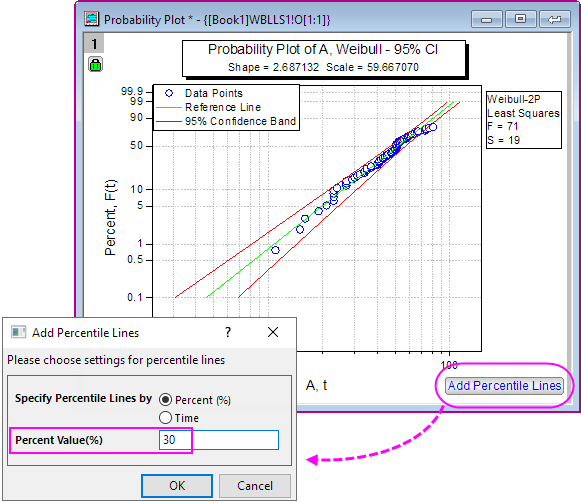 Probability Plot * - {[Book1]WBLLS1!O[1:1]}
1
Probability Plot of A, Weibull - 95% CI
Shape = 2.687132 Scale = 59.667070
Data Points
Reference Line
95% Confidence Band
Weibull-2P
Least Squares
F = 71
S = 19
Percent, F(t)
99.9
99
90
50
10
5
1
0.5
0.1
100
A, t
Add Percentile Lines
Add Percentile Lines
?
Please choose settings for percentile lines
Specify Percentile Lines by
Percent (%)
Time
Percent Value(%)
30
OK
Cancel